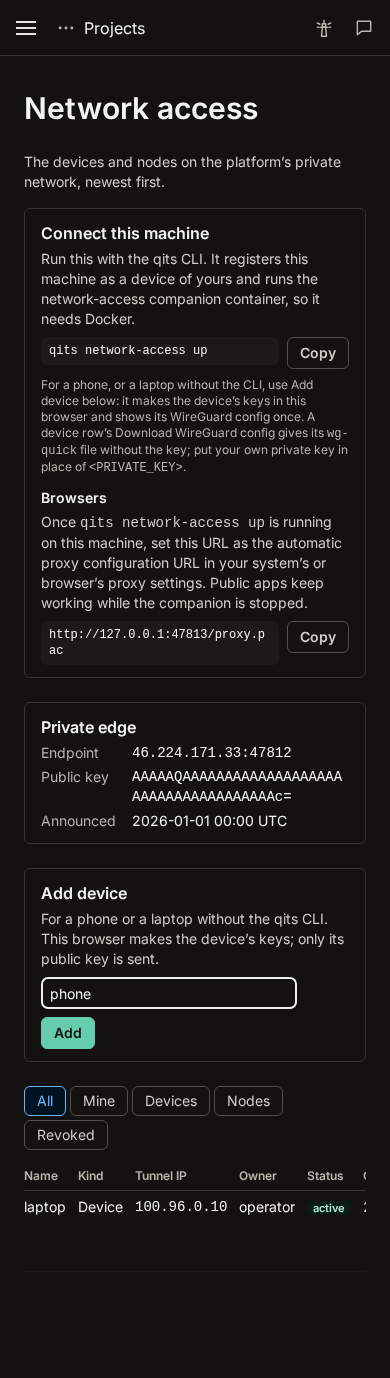 Projects
Network access
The devices and nodes on the platform’s private
network, newest first.
Connect this machine
Run this with the qits CLI. It registers this
machine as a device of yours and runs the
network-access companion container, so it
needs Docker.
qits network-access up
Copy
For a phone, or a laptop without the CLI, use Add
device below: it makes the device’s keys in this
browser and shows its WireGuard config once. A
device row’s Download WireGuard config gives its wg-
quick file without the key; put your own private key in
place of <PRIVATE_KEY>.
Browsers
Once qits network-access up is running
on this machine, set this URL as the automatic
proxy configuration URL in your system’s or
browser’s proxy settings. Public apps keep
working while the companion is stopped.
http://127.0.0.1:47813/proxy.p
ac
Copy
Private edge
Endpoint 46.224.171.33:47812
Public key AAAAAQAAAAAAAAAAAAAAAAAAA
AAAAAAAAAAAAAAAAAc=
Announced 2026-01-01 00:00 UTC
Add device
For a phone or a laptop without the qits CLI.
This browser makes the device’s keys; only its
public key is sent.
phone
Add
All Mine Devices Nodes
Revoked
Name Kind Tunnel IP Owner Status
laptop Device 100.96.0.10 operator active